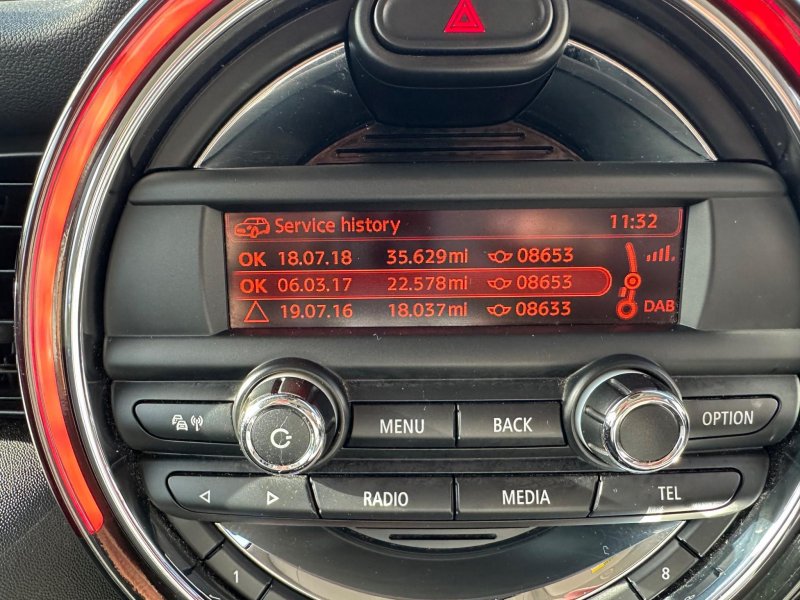 Service history 11:32
OK 18.07.18 35.629mi 08653
OK 06.03.17 22.578mi 08653
19.07.16 18.037mi 08633
DAB
MENU BACK OPTION
RADIO MEDIA TEL
1 8